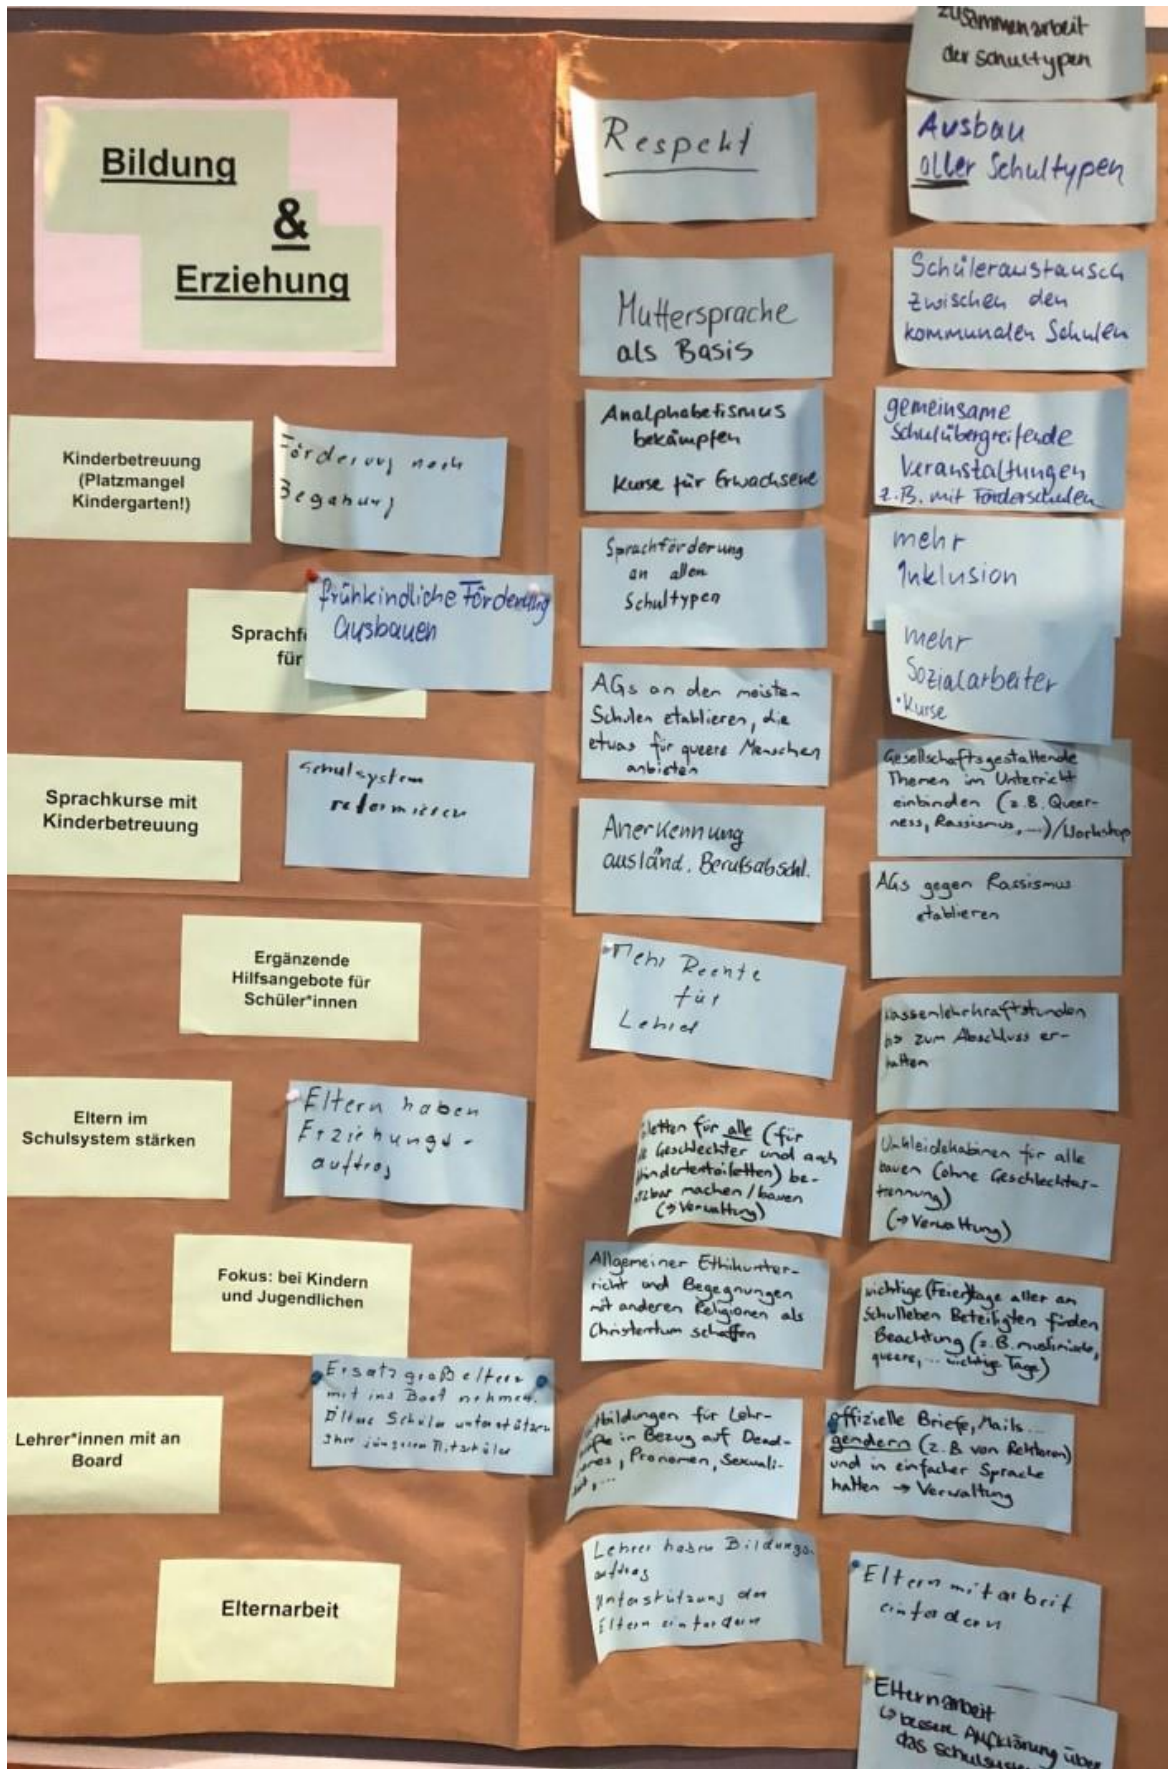 Bildung
&
Erziehung
Kinderbetreuung
(Platzmangel
Kindergarten!)
Förderung nach
Begabung
frühkindliche Förderung
ausbauen
Sprachf
für
Sprachkurse mit
Kinderbetreuung
Schulsystem
reformieren
Ergänzende
Hilfsangebote für
Schüler*innen
Eltern im
Schulsystem stärken
Eltern haben
Erziehungs-
auftrag
Fokus: bei Kindern
und Jugendlichen
Ersatzgroßeltern
mit ins Boot nehmen.
Schüler unterstützen
Ihre jüngeren Mitschüler
Lehrer*innen mit an
Board
Elternarbeit
Respekt
Muttersprache
als Basis
Analphabetismus
bekämpfen
Kurse für Erwachsene
Sprachförderung
an allen
Schultypen
AGs an den meisten
Schulen etablieren, die
etwas für queere Menschen
anbieten
Anerkennung
ausländ. Berufsabschl.
Mehr Rechte
für
Lehrer
letten für alle (für
Geschlechter und auch
hindertentoiletten) be-
tzbar machen/bauen
(→ Verwaltung)
Allgemeiner Ethikunter-
richt und Begegnungen
mit anderen Religionen als
Christentum schaffen
tbildungen für Lehr-
äfte in Bezug auf Dead-
es, Pronomen, Sexuali-
, ...
Lehrer haben Bildungs-
auftrag
Unterstützung der
Eltern einfordern
zusammenarbeit
der schultypen
Ausbau
aller Schultypen
Schüleraustausch
zwischen den
kommunalen Schulen
gemeinsame
Schulübergreifende
Veranstaltungen
z.B. mit Förderschulen
mehr
Inklusion
mehr
Sozialarbeiter
• Kurse
Gesellschaftsgestaltende
Themen im Unterricht
einbinden (z.B. Queer-
ness, Rassismus, ...)/Workshop
AGs gegen Rassismus
etablieren
lassenlehrkraftstunden
bis zum Abschluss er-
halten
Umkleidekabinen für alle
bauen (ohne Geschlechter-
trennung)
(→ Verwaltung)
wichtige (Feier)tage aller am
Schulleben Beteiligten finden
Beachtung (z.B. muslimische,
queere, ... wichtige Tage)
offizielle Briefe, Mails...
gendern (z.B von Rektoren)
und in einfacher Sprache
halten → Verwaltung
Elternmitarbeit
einfordern
Elternarbeit
↳ bessere Aufklärung über
das Schulsystem